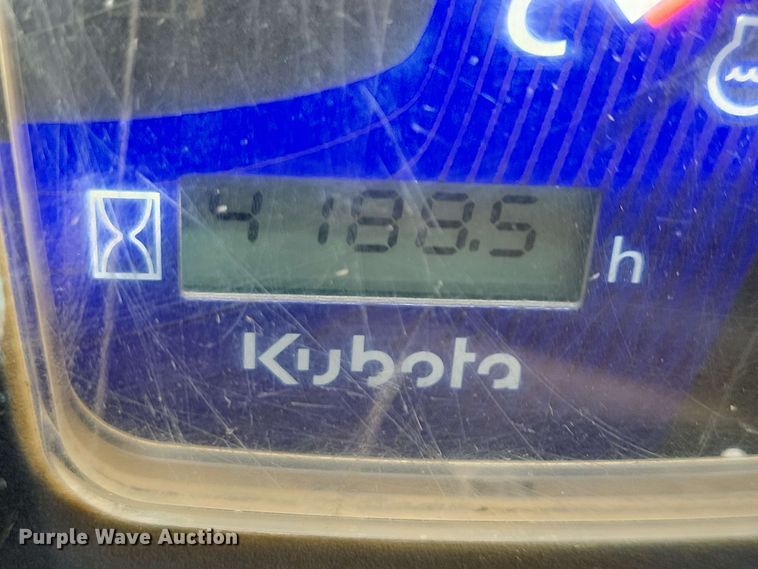 C
4188.5 h
Kubota
Purple Wave Auction